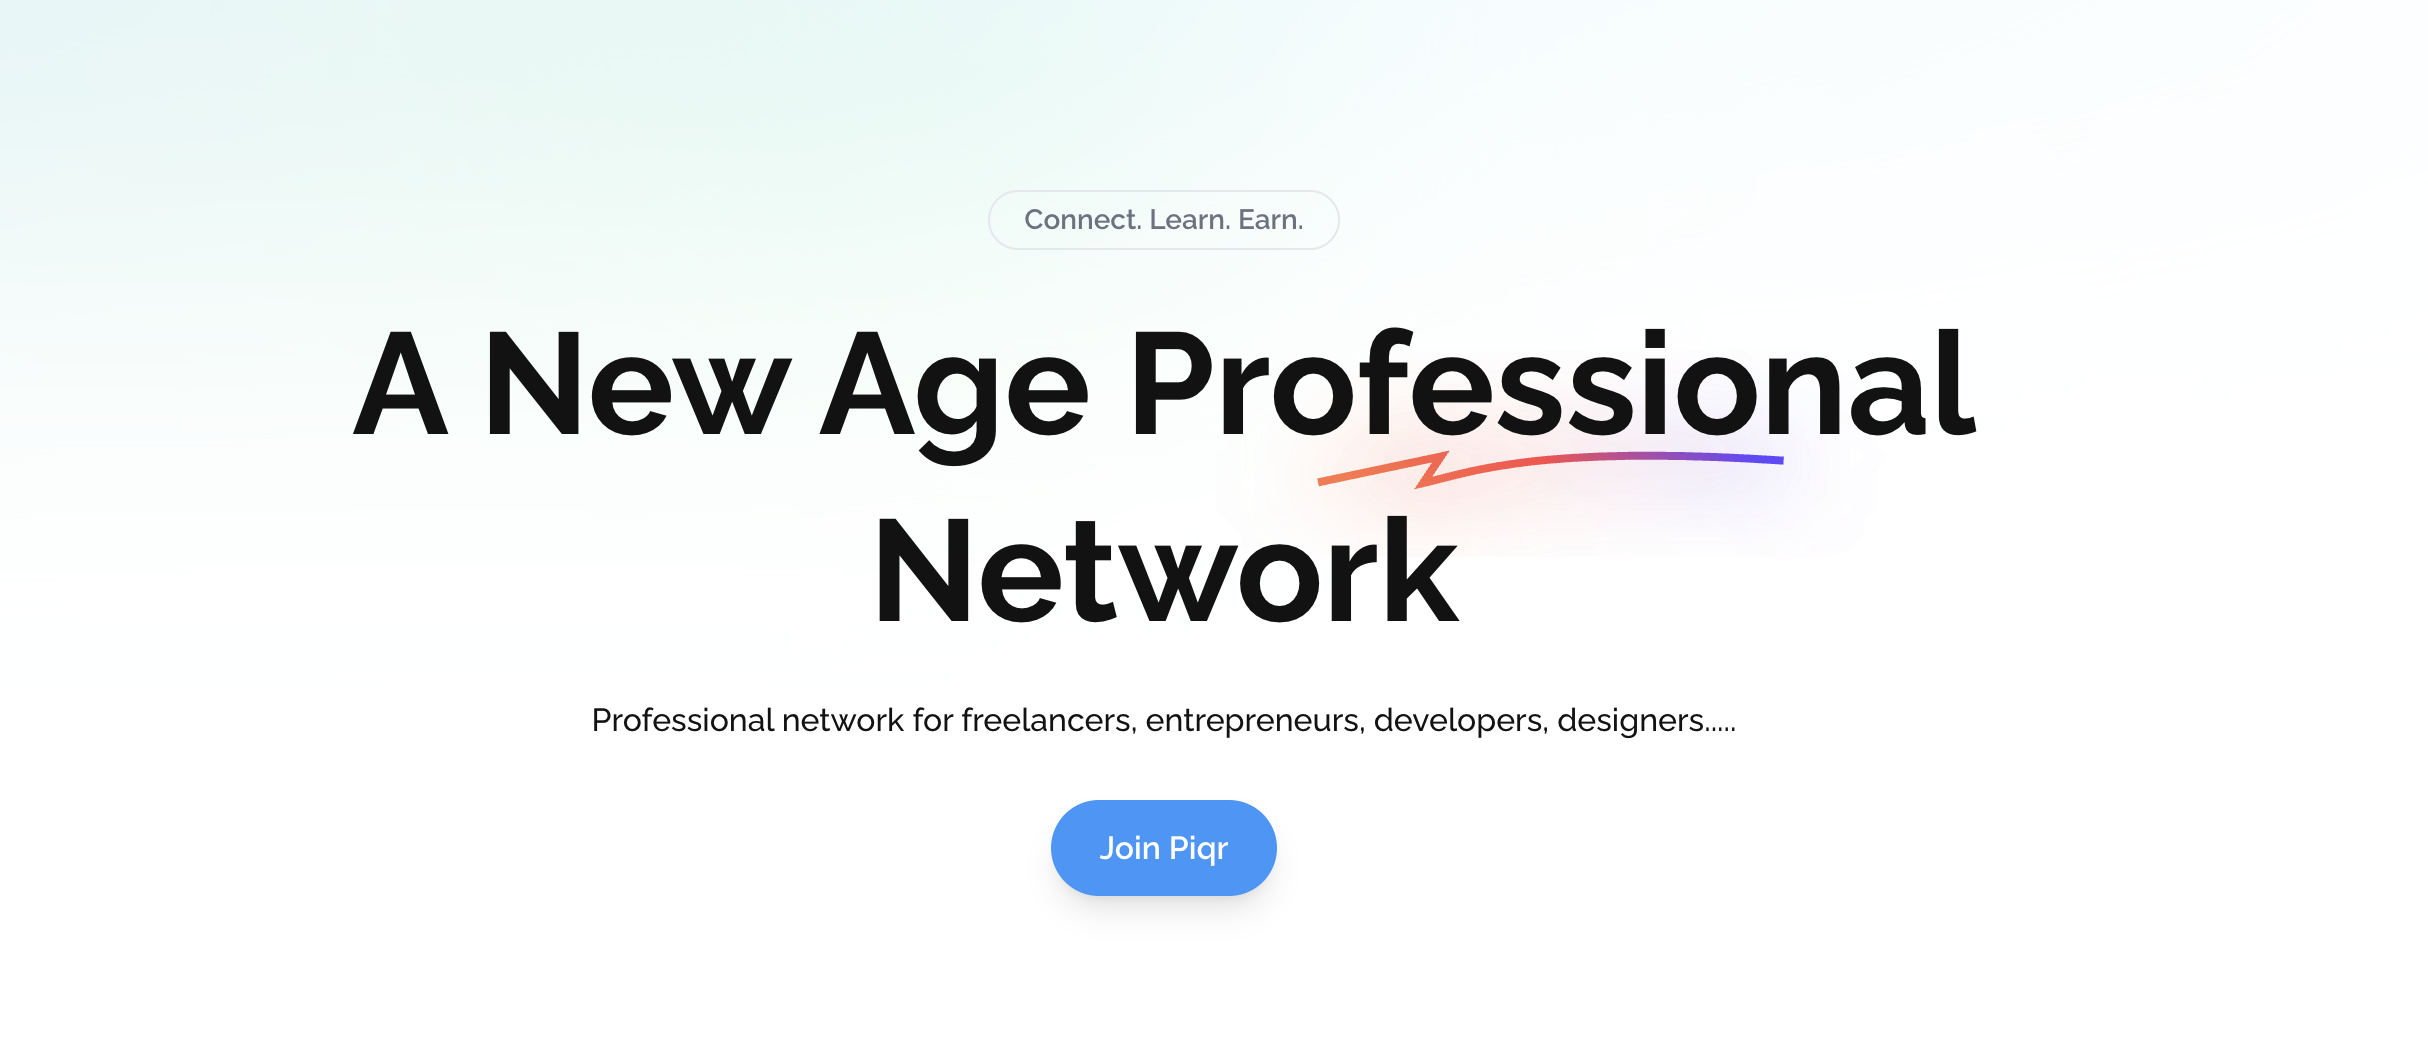 Connect. Learn. Earn.
A New Age Professional
Network
Professional network for freelancers, entrepreneurs, developers, designers.....
Join Piqr